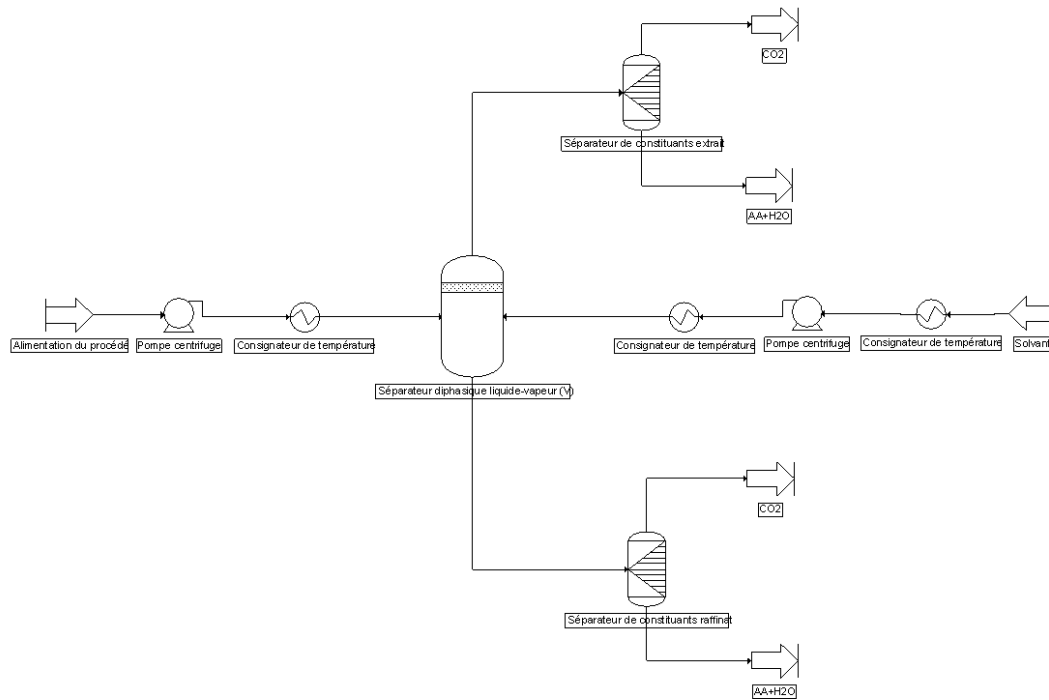 CO2
Séparateur de constituants extrait
AA+H2O
Alimentation du procédé
Pompe centrifuge
Consignateur de température
Consignateur de température
Pompe centrifuge
Consignateur de température
Solvant
Séparateur diphasique liquide-vapeur (V)
CO2
Séparateur de constituants raffinat
AA+H2O